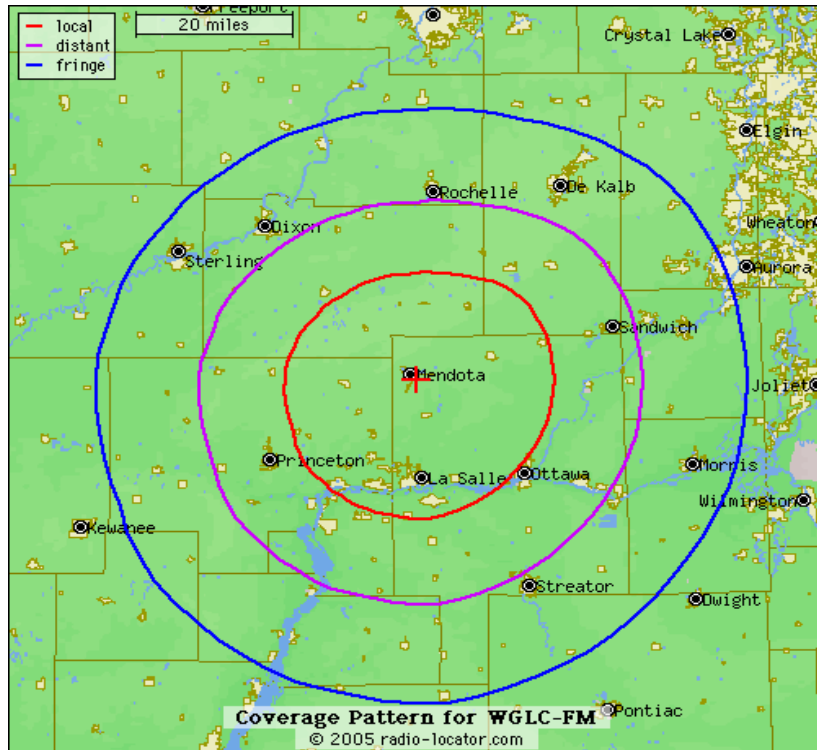 local
distant
fringe
20 miles
Crystal Lake
Elgin
Rochelle
De Kalb
Dixon
Wheaton
Sterling
Aurora
Sandwich
Mendota
Joliet
Princeton
La Salle
Ottawa
Morris
Wilmington
Kewanee
Streator
Dwight
Pontiac
Coverage Pattern for WGLC-FM
© 2005 radio-locator.com